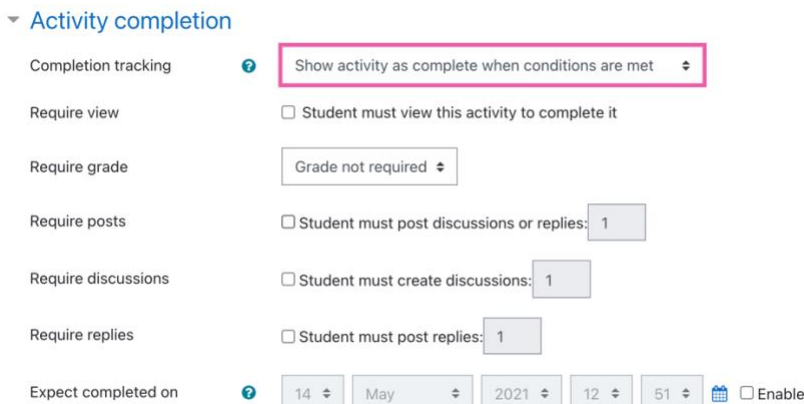 Activity completion
Completion tracking Show activity as complete when conditions are met
Require view Student must view this activity to complete it
Require grade Grade not required
Require posts Student must post discussions or replies: 1
Require discussions Student must create discussions: 1
Require replies Student must post replies: 1
Expect completed on 14 May 2021 12 51 Enable